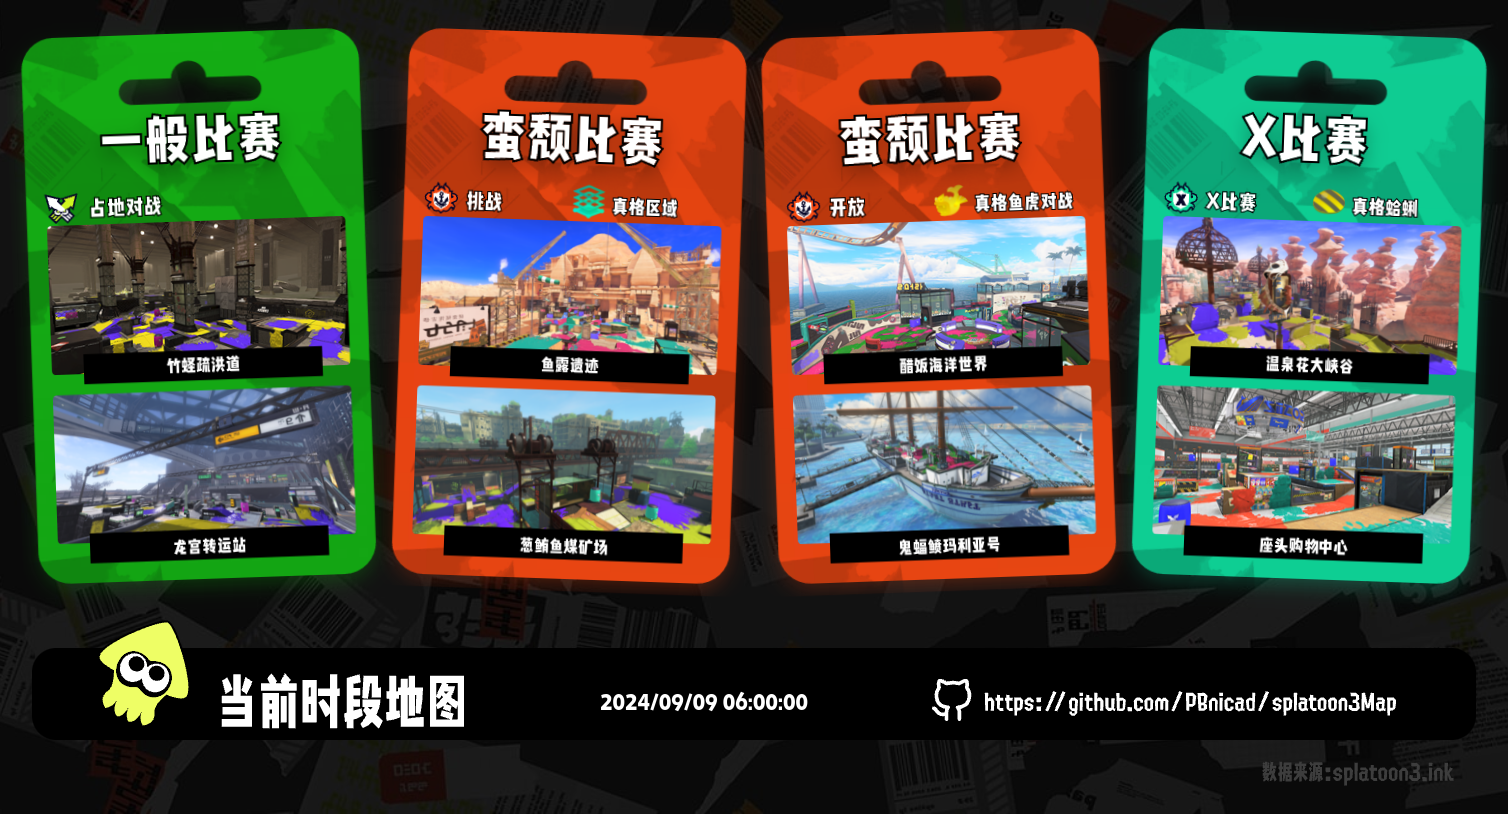 一般比赛
占地对战
竹蛏疏洪道
龙宫转运站
蛮颓比赛
挑战
真格区域
鱼露遗迹
葱鲔鱼煤矿场
蛮颓比赛
开放
真格鱼虎对战
醋饭海洋世界
鬼蝠鲼玛利亚号
X比赛
X比赛
真格蛤蜊
温泉花大峡谷
座头购物中心
当前时段地图
2024/09/09 06:00:00
https://github.com/PBnicad/splatoon3Map
数据来源:splatoon3.ink